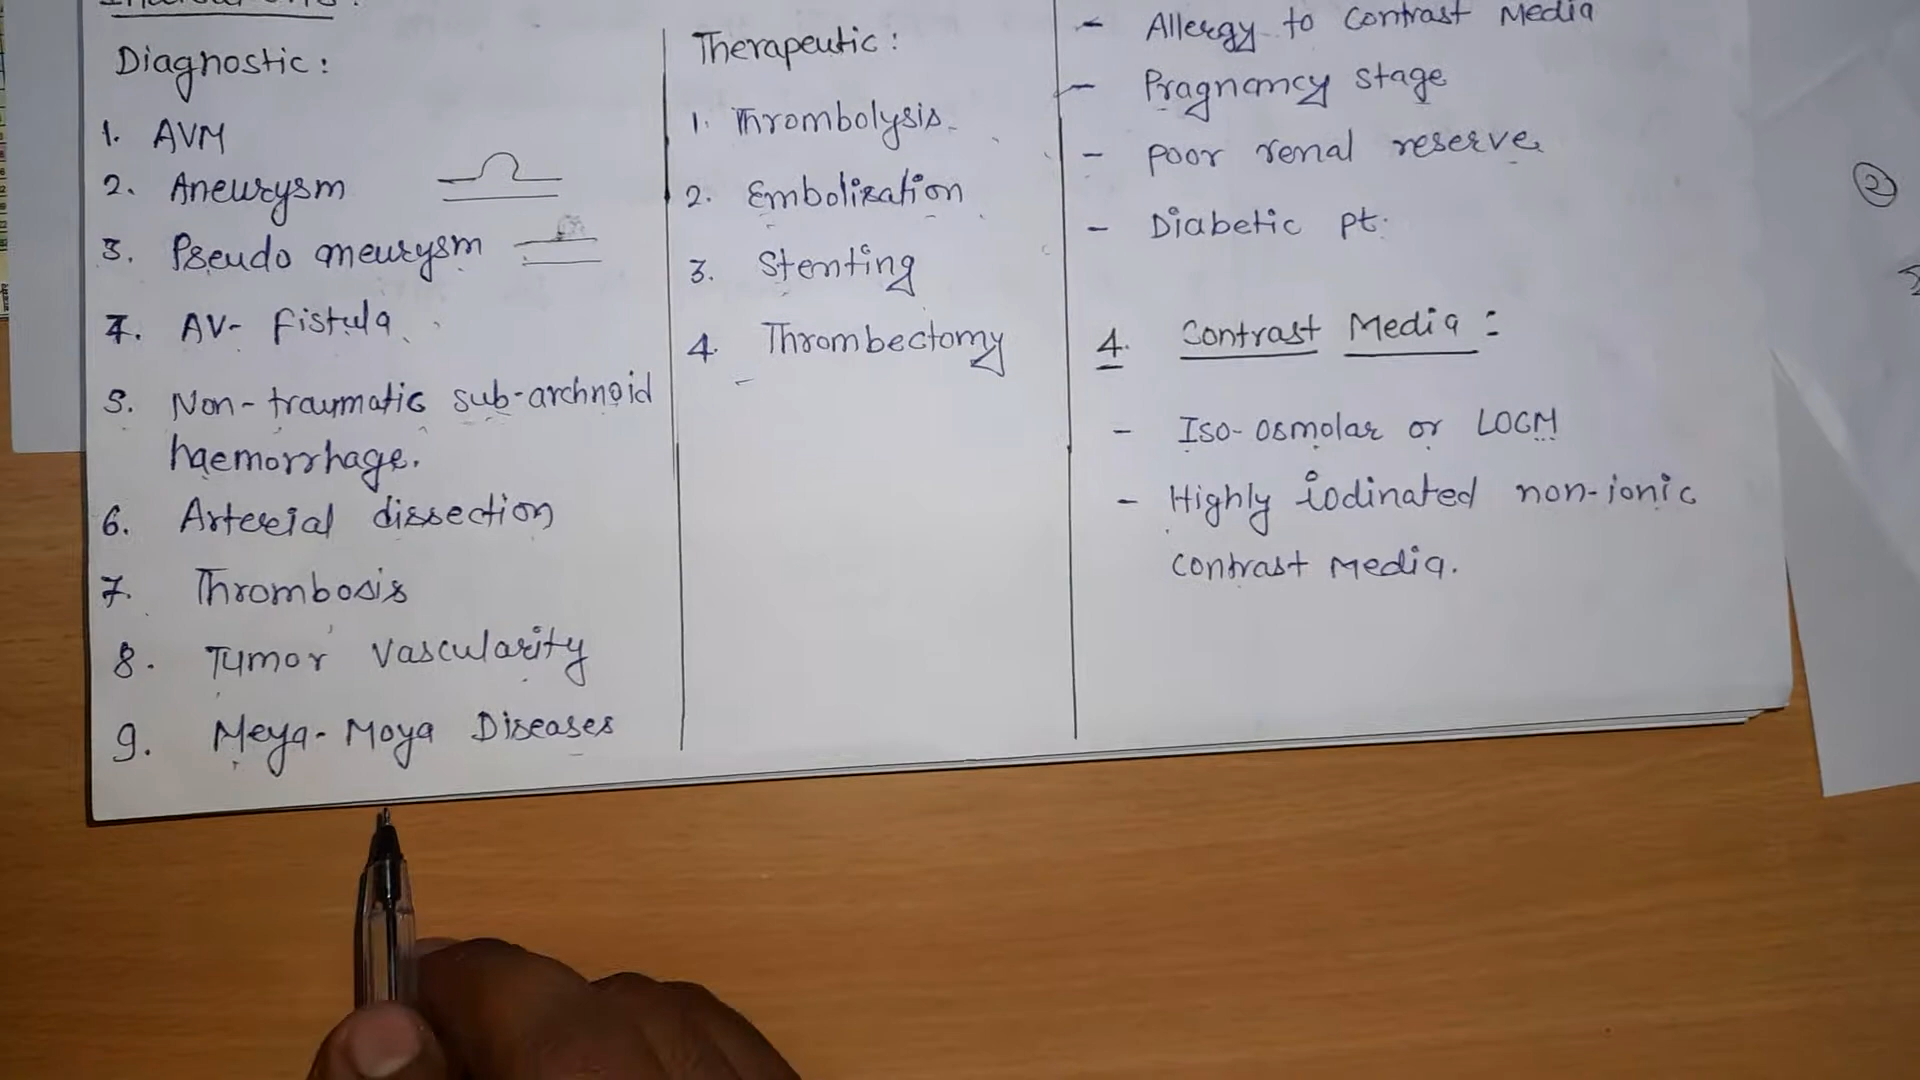 Diagnostic:
1. AVM
2. Aneurysm
3. Pseudo aneurysm
4. AV- fistula
5. Non-traumatic sub-archnoid
haemorrhage.
6. Arterial dissection
7. Thrombosis
8. Tumor vascularity
9. Meya-Moya Diseases
Therapeutic:
1. Thrombolysis
2. Embolization
3. Stenting
4. Thrombectomy
- Allergy to Contrast Media
- Pragnancy stage
- poor renal reserve
- Diabetic pt.
4. Contrast Media:
- Iso-osmolar or LOCM
- Highly iodinated non-ionic
contrast media.
2